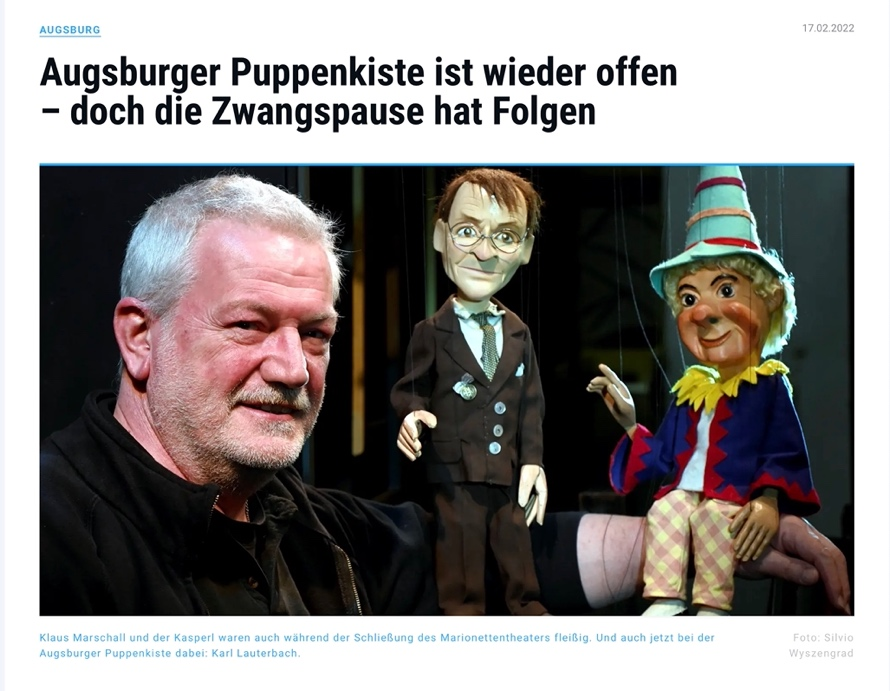 AUGSBURG
17.02.2022
Augsburger Puppenkiste ist wieder offen
– doch die Zwangspause hat Folgen
Klaus Marschall und der Kasperl waren auch während der Schließung des Marionettentheaters fleißig. Und auch jetzt bei der
Augsburger Puppenkiste dabei: Karl Lauterbach.
Foto: Silvio
Wyszengrad